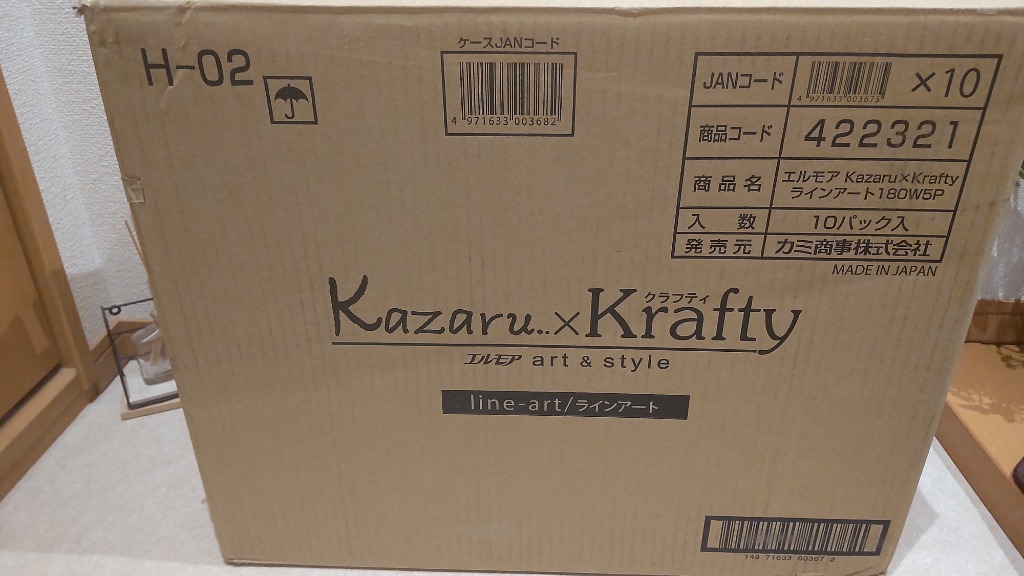 H-02
ケースJANコード
4 971633 003682
JANコード
4 971633 003675
×10
商品コード 422321
商品名 エルモア Kazaru×Krafty
ラインアート180W5P
入数 10パック入
発売元 カミ商事株式会社
MADE IN JAPAN
クラフティ
Kazaru..×Krafty
エルモア art & style
line-art/ラインアート
149 71633 00367 2